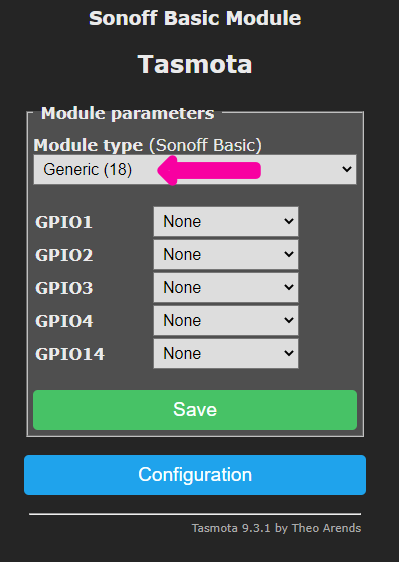 Sonoff Basic Module
Tasmota
Module parameters
Module type (Sonoff Basic)
Generic (18)
GPIO1 None
GPIO2 None
GPIO3 None
GPIO4 None
GPIO14 None
Save
Configuration
Tasmota 9.3.1 by Theo Arends